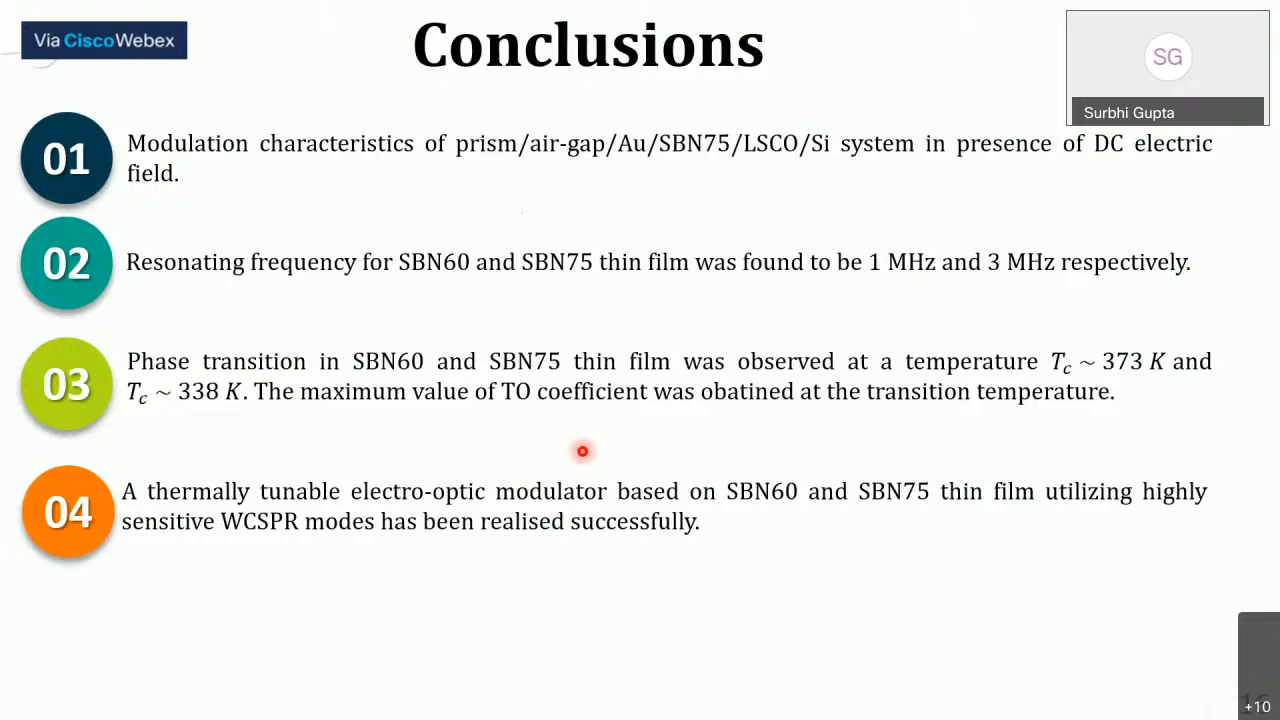 Via Cisco Webex
Conclusions
SG
Surbhi Gupta
01
Modulation characteristics of prism/air-gap/Au/SBN75/LSCO/Si system in presence of DC electric
field.
02
Resonating frequency for SBN60 and SBN75 thin film was found to be 1 MHz and 3 MHz respectively.
03
Phase transition in SBN60 and SBN75 thin film was observed at a temperature T_c ~ 373 K and
T_c ~ 338 K. The maximum value of TO coefficient was obatined at the transition temperature.
04
A thermally tunable electro-optic modulator based on SBN60 and SBN75 thin film utilizing highly
sensitive WCSPR modes has been realised successfully.
+10